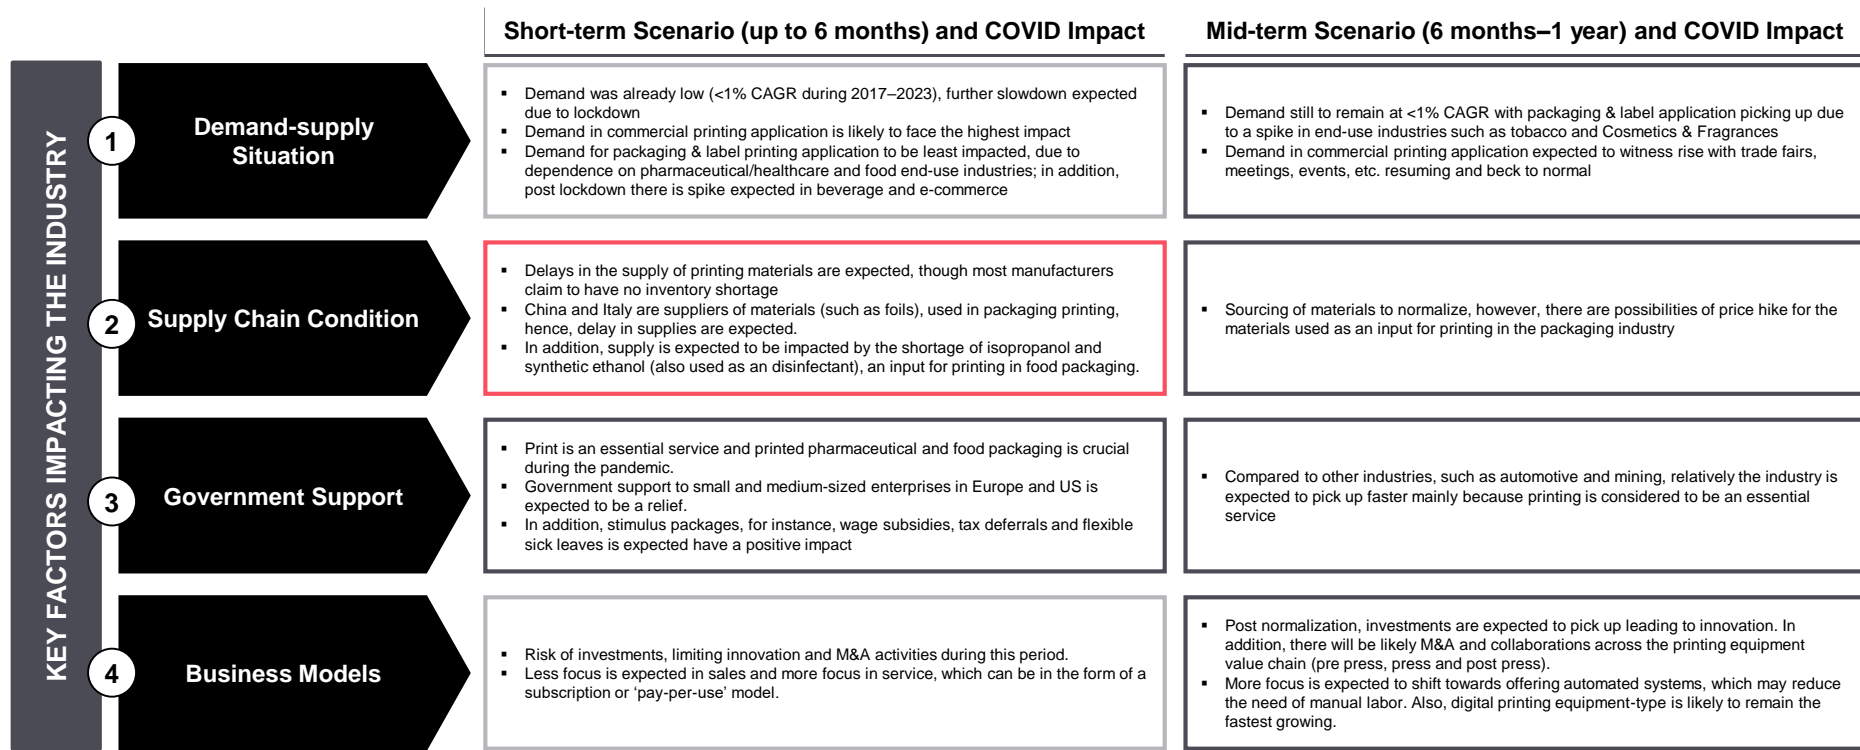 Short-term Scenario (up to 6 months) and COVID Impact
Mid-term Scenario (6 months–1 year) and COVID Impact
KEY FACTORS IMPACTING THE INDUSTRY
1
Demand-supply
Situation
▪ Demand was already low (<1% CAGR during 2017–2023), further slowdown expected
due to lockdown
▪ Demand in commercial printing application is likely to face the highest impact
▪ Demand for packaging & label printing application to be least impacted, due to
dependence on pharmaceutical/healthcare and food end-use industries; in addition,
post lockdown there is spike expected in beverage and e-commerce
▪ Demand still to remain at <1% CAGR with packaging & label application picking up due
to a spike in end-use industries such as tobacco and Cosmetics & Fragrances
▪ Demand in commercial printing application expected to witness rise with trade fairs,
meetings, events, etc. resuming and beck to normal
2
Supply Chain Condition
▪ Delays in the supply of printing materials are expected, though most manufacturers
claim to have no inventory shortage
▪ China and Italy are suppliers of materials (such as foils), used in packaging printing,
hence, delay in supplies are expected.
▪ In addition, supply is expected to be impacted by the shortage of isopropanol and
synthetic ethanol (also used as an disinfectant), an input for printing in food packaging.
▪ Sourcing of materials to normalize, however, there are possibilities of price hike for the
materials used as an input for printing in the packaging industry
3
Government Support
▪ Print is an essential service and printed pharmaceutical and food packaging is crucial
during the pandemic.
▪ Government support to small and medium-sized enterprises in Europe and US is
expected to be a relief.
▪ In addition, stimulus packages, for instance, wage subsidies, tax deferrals and flexible
sick leaves is expected have a positive impact
▪ Compared to other industries, such as automotive and mining, relatively the industry is
expected to pick up faster mainly because printing is considered to be an essential
service
4
Business Models
▪ Risk of investments, limiting innovation and M&A activities during this period.
▪ Less focus is expected in sales and more focus in service, which can be in the form of a
subscription or ‘pay-per-use’ model.
▪ Post normalization, investments are expected to pick up leading to innovation. In
addition, there will be likely M&A and collaborations across the printing equipment
value chain (pre press, press and post press).
▪ More focus is expected to shift towards offering automated systems, which may reduce
the need of manual labor. Also, digital printing equipment-type is likely to remain the
fastest growing.